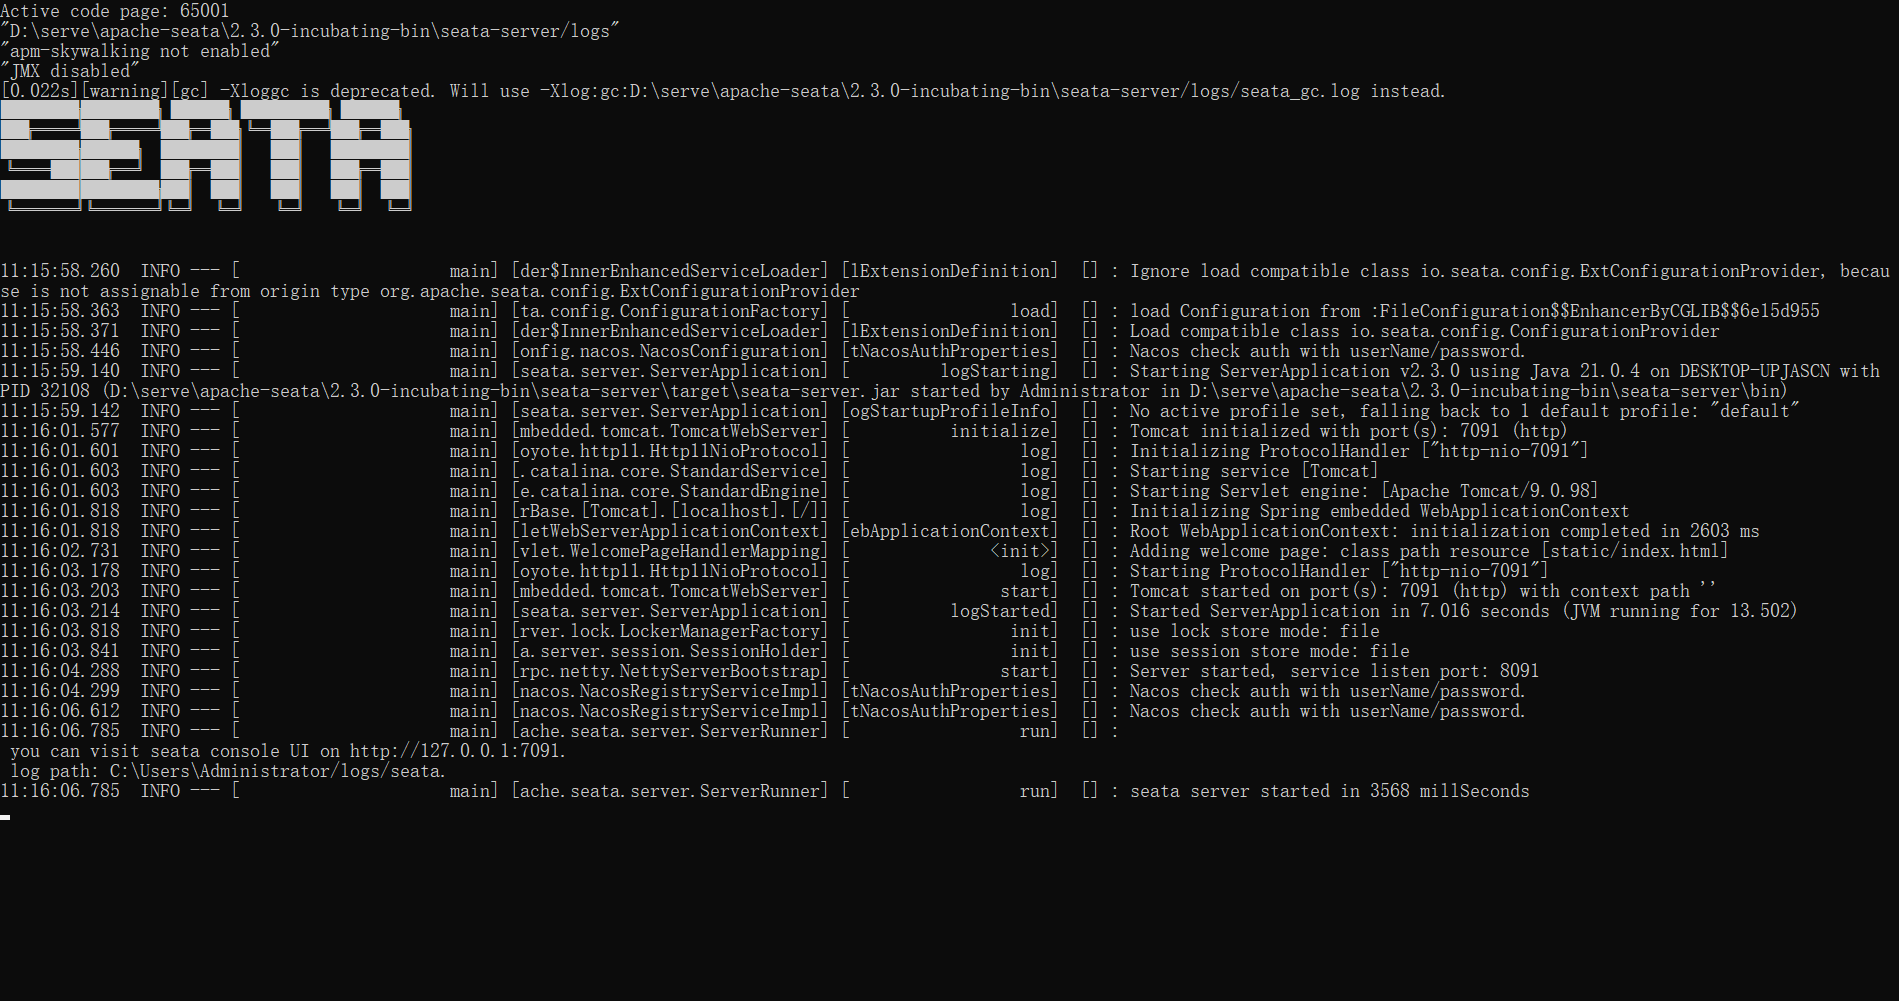 Active code page: 65001
"D:\serve\apache-seata\2.3.0-incubating-bin\seata-server/logs"
"apm-skywalking not enabled"
"JMX disabled"
[0.022s][warning][gc] -Xloggc is deprecated. Will use -Xlog:gc:D:\serve\apache-seata\2.3.0-incubating-bin\seata-server/logs/seata_gc.log instead.
SEATA
11:15:58.260  INFO --- [                     main] [der$InnerEnhancedServiceLoader] [lExtensionDefinition]  [] : Ignore load compatible class io.seata.config.ExtConfigurationProvider, becau
se is not assignable from origin type org.apache.seata.config.ExtConfigurationProvider
11:15:58.363  INFO --- [                     main] [ta.config.ConfigurationFactory] [                load]  [] : load Configuration from :FileConfiguration$$EnhancerByCGLIB$$6e15d955
11:15:58.371  INFO --- [                     main] [der$InnerEnhancedServiceLoader] [lExtensionDefinition]  [] : Load compatible class io.seata.config.ConfigurationProvider
11:15:58.446  INFO --- [                     main] [onfig.nacos.NacosConfiguration] [tNacosAuthProperties]  [] : Nacos check auth with userName/password.
11:15:59.140  INFO --- [                     main] [seata.server.ServerApplication] [         logStarting]  [] : Starting ServerApplication v2.3.0 using Java 21.0.4 on DESKTOP-UPJASCN with
PID 32108 (D:\serve\apache-seata\2.3.0-incubating-bin\seata-server\target\seata-server.jar started by Administrator in D:\serve\apache-seata\2.3.0-incubating-bin\seata-server\bin)
11:15:59.142  INFO --- [                     main] [seata.server.ServerApplication] [ogStartupProfileInfo]  [] : No active profile set, falling back to 1 default profile: "default"
11:16:01.577  INFO --- [                     main] [mbedded.tomcat.TomcatWebServer] [          initialize]  [] : Tomcat initialized with port(s): 7091 (http)
11:16:01.601  INFO --- [                     main] [oyote.http11.Http11NioProtocol] [                 log]  [] : Initializing ProtocolHandler ["http-nio-7091"]
11:16:01.603  INFO --- [                     main] [.catalina.core.StandardService] [                 log]  [] : Starting service [Tomcat]
11:16:01.603  INFO --- [                     main] [e.catalina.core.StandardEngine] [                 log]  [] : Starting Servlet engine: [Apache Tomcat/9.0.98]
11:16:01.818  INFO --- [                     main] [rBase.[Tomcat].[localhost].[/]] [                 log]  [] : Initializing Spring embedded WebApplicationContext
11:16:01.818  INFO --- [                     main] [letWebServerApplicationContext] [ebApplicationContext]  [] : Root WebApplicationContext: initialization completed in 2603 ms
11:16:02.731  INFO --- [                     main] [vlet.WelcomePageHandlerMapping] [              <init>]  [] : Adding welcome page: class path resource [static/index.html]
11:16:03.178  INFO --- [                     main] [oyote.http11.Http11NioProtocol] [                 log]  [] : Starting ProtocolHandler ["http-nio-7091"]
11:16:03.203  INFO --- [                     main] [mbedded.tomcat.TomcatWebServer] [               start]  [] : Tomcat started on port(s): 7091 (http) with context path ''
11:16:03.214  INFO --- [                     main] [seata.server.ServerApplication] [          logStarted]  [] : Started ServerApplication in 7.016 seconds (JVM running for 13.502)
11:16:03.818  INFO --- [                     main] [rver.lock.LockerManagerFactory] [                init]  [] : use lock store mode: file
11:16:03.841  INFO --- [                     main] [a.server.session.SessionHolder] [                init]  [] : use session store mode: file
11:16:04.288  INFO --- [                     main] [rpc.netty.NettyServerBootstrap] [               start]  [] : Server started, service listen port: 8091
11:16:04.299  INFO --- [                     main] [nacos.NacosRegistryServiceImpl] [tNacosAuthProperties]  [] : Nacos check auth with userName/password.
11:16:06.612  INFO --- [                     main] [nacos.NacosRegistryServiceImpl] [tNacosAuthProperties]  [] : Nacos check auth with userName/password.
11:16:06.785  INFO --- [                     main] [ache.seata.server.ServerRunner] [                 run]  [] :
 you can visit seata console UI on http://127.0.0.1:7091.
 log path: C:\Users\Administrator/logs/seata.
11:16:06.785  INFO --- [                     main] [ache.seata.server.ServerRunner] [                 run]  [] : seata server started in 3568 millSeconds